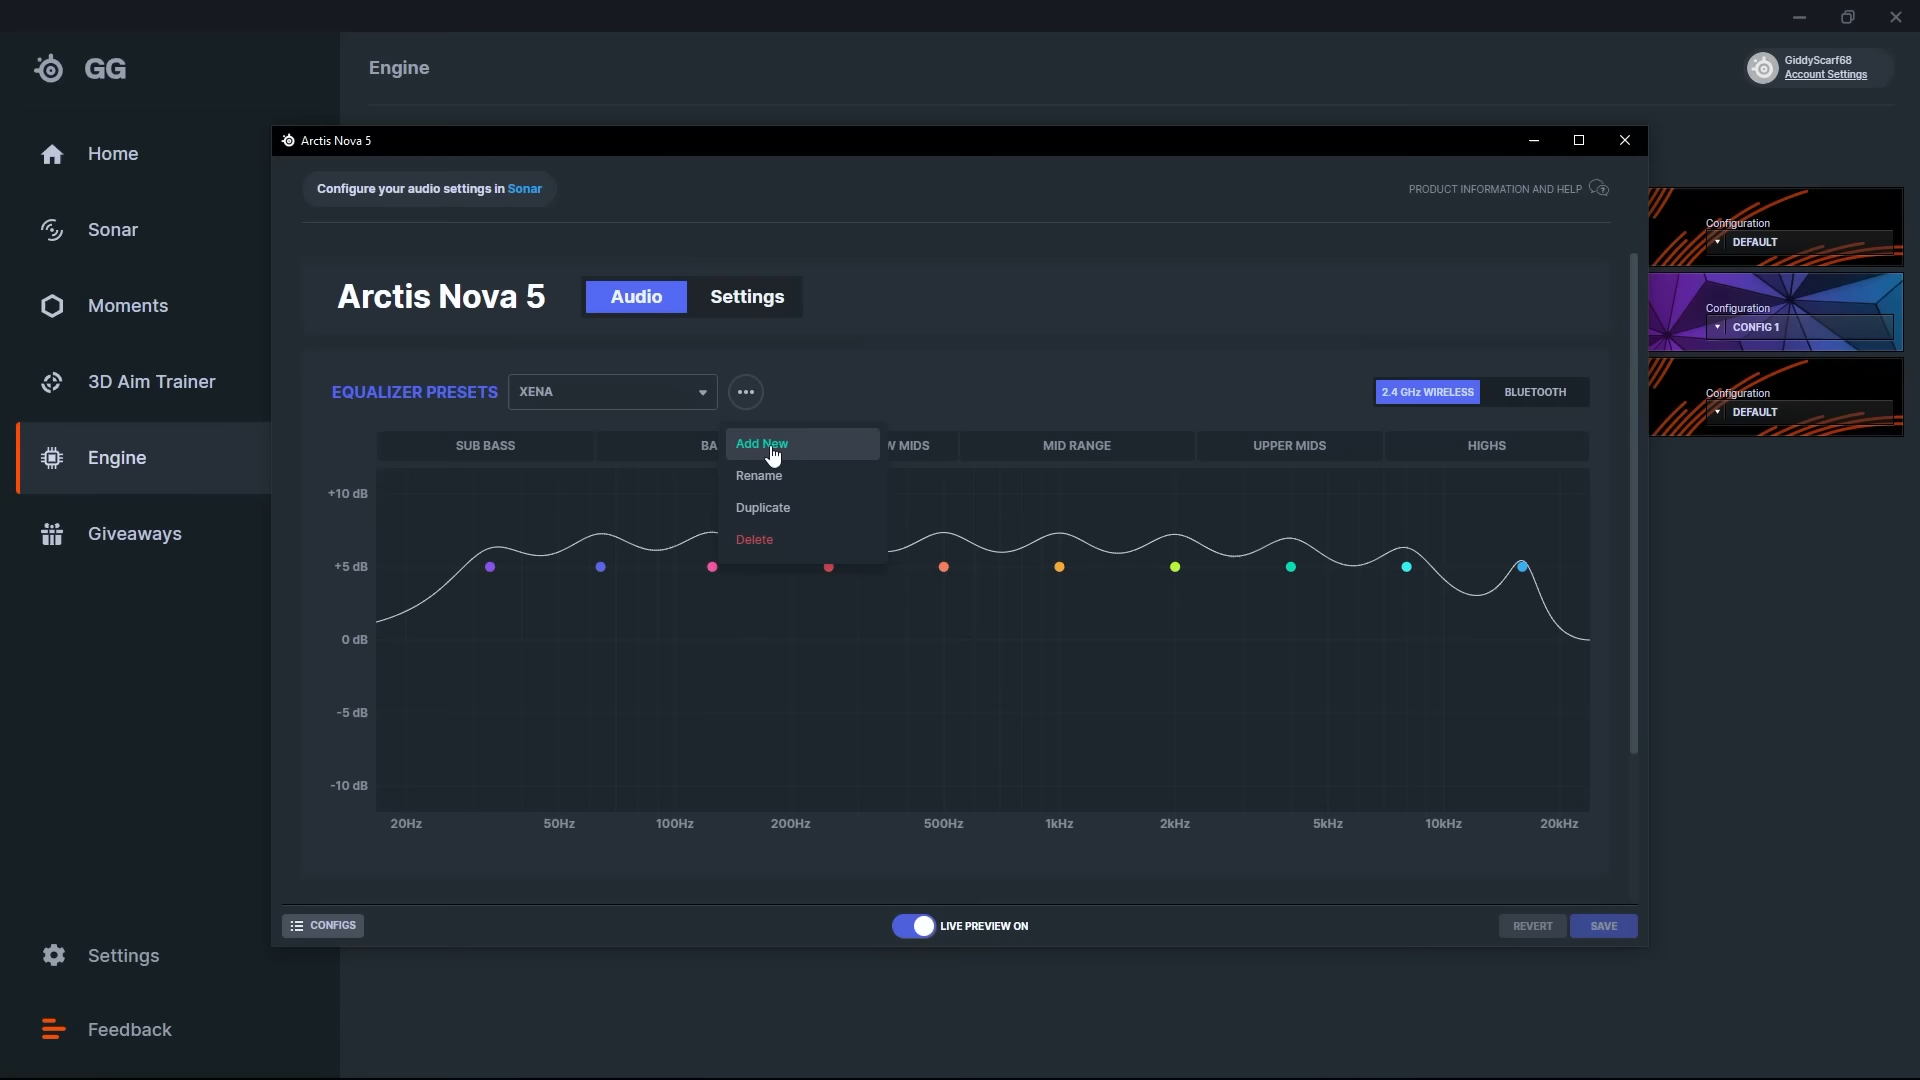 GG
Engine
GiddyScarf68
Account Settings
Home
Sonar
Moments
3D Aim Trainer
Engine
Giveaways
Settings
Feedback
Arctis Nova 5
Configure your audio settings in Sonar
PRODUCT INFORMATION AND HELP
Arctis Nova 5
Audio
Settings
EQUALIZER PRESETS
XENA
2.4 GHz WIRELESS
BLUETOOTH
SUB BASS
BA
W MIDS
MID RANGE
UPPER MIDS
HIGHS
Add New
Rename
Duplicate
Delete
+10 dB
+5 dB
0 dB
-5 dB
-10 dB
20Hz
50Hz
100Hz
200Hz
500Hz
1kHz
2kHz
5kHz
10kHz
20kHz
CONFIGS
LIVE PREVIEW ON
REVERT
SAVE
Configuration
DEFAULT
Configuration
CONFIG 1
Configuration
DEFAULT